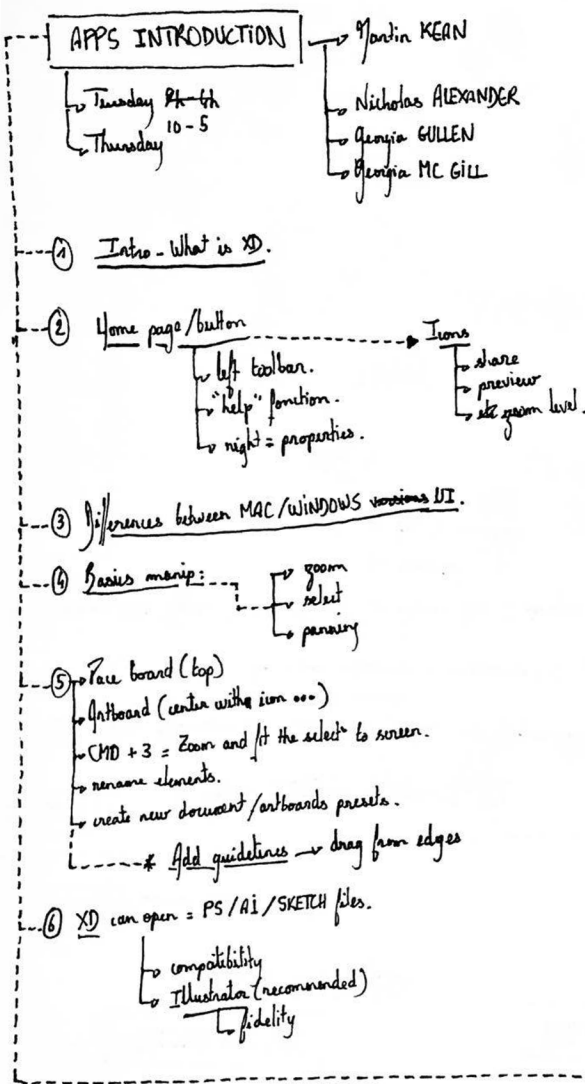 APPS INTRODUCTION
Martin KEAN
Nicholas ALEXANDER
Georgia GULLEN
Georgia MC GILL
Tuesday
10 - 5
Thursday
① Intro - What is XD.
② Home page/button
left toolbar.
"help" fonction.
right = properties.
Icons
share
preview
etc zoom level.
③ Differences between MAC/WINDOWS versions UI.
④ Basics manip:
zoom
select
panning
⑤ board (top)
Artboard (center with a icon •••)
CMD + 3 = Zoom and fit the select° to screen.
rename elements.
create new document/artboards presets.
* Add guidelines → drag from edges
⑥ XD can open = PS/AI/SKETCH files.
compatibility
Illustrator (recommended)
fidelity